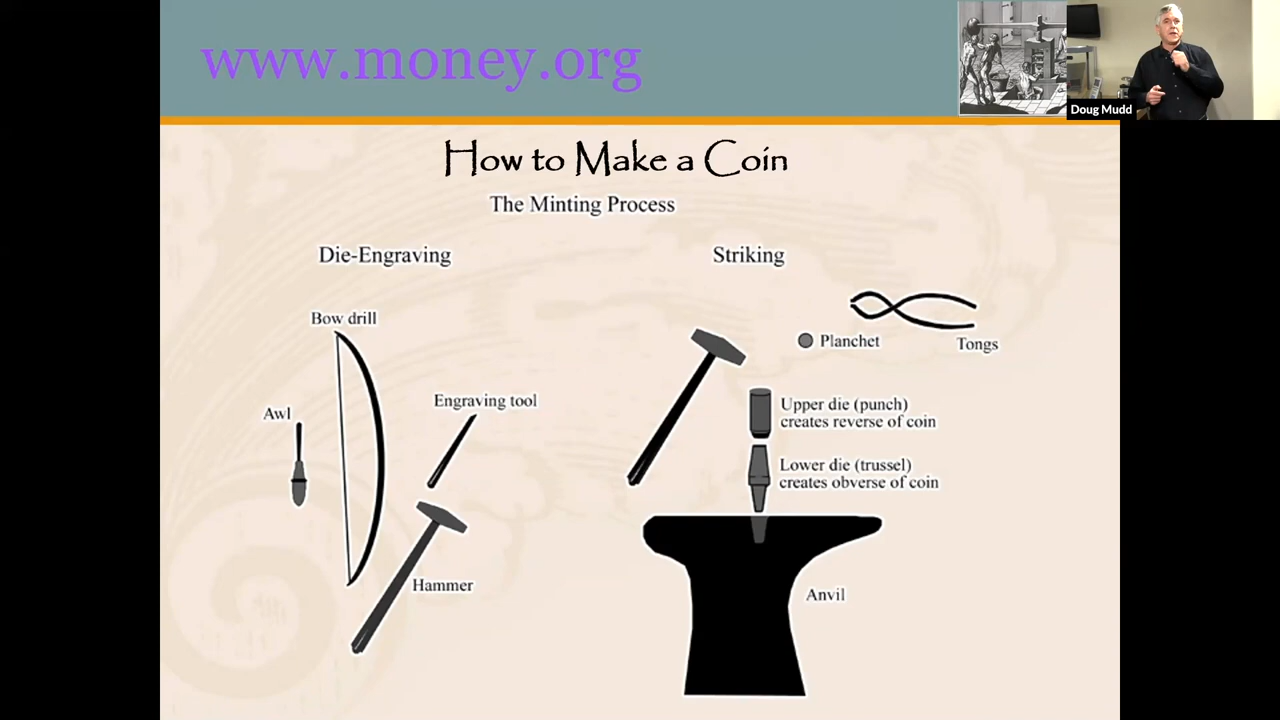 www.money.org
Doug Mudd
How to Make a Coin
The Minting Process
Die-Engraving
Striking
Bow drill
Planchet
Tongs
Engraving tool
Awl
Upper die (punch)
creates reverse of coin
Lower die (trussel)
creates obverse of coin
Hammer
Anvil